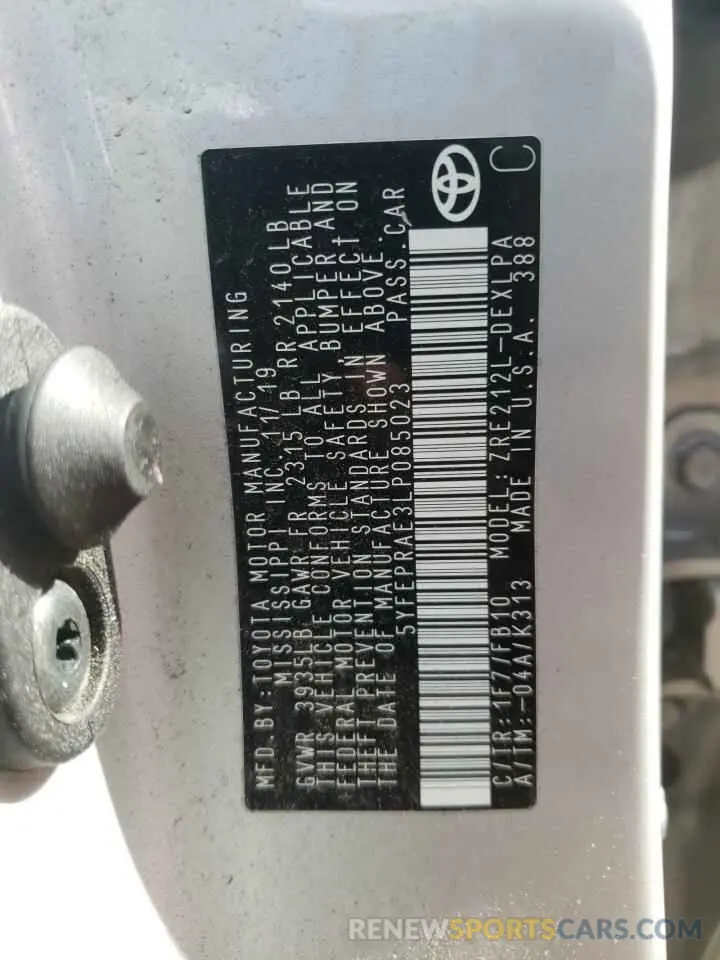 MFD.BY:TOYOTA MOTOR MANUFACTURING
MISSISSIPPI INC 11/19
GVWR 3935LB GAWR FR 2315 LB RR 2140LB
THIS VEHICLE CONFORMS TO ALL APPLICABLE
FEDERAL MOTOR VEHICLE SAFETY, BUMPER AND
THEFT PREVENTION STANDARDS IN EFFECT ON
THE DATE OF MANUFACTURE SHOWN ABOVE.
5YFEPRAE3LP085023 PASS.CAR
C/TR:1F7/FB10 MODEL:ZRE212L-DEXLPA
A/TM:-04A/K313 MADE IN U.S.A. 388
C
RENEWSPORTSCARS.COM